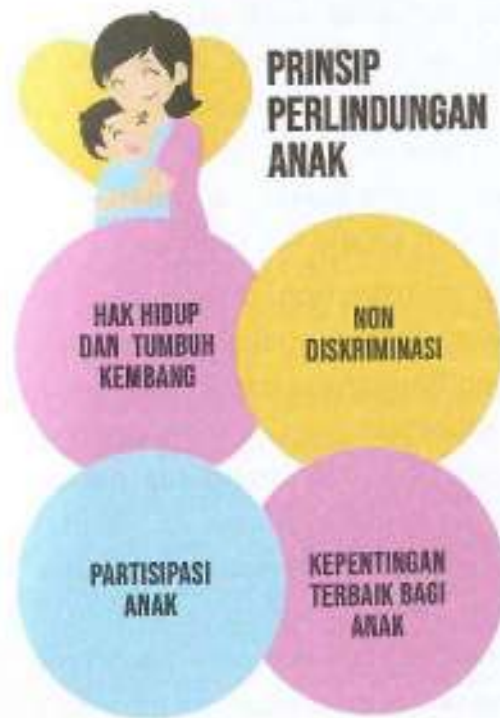 PRINSIP
PERLINDUNGAN
ANAK
HAK HIDUP
DAN TUMBUH
KEMBANG
NON
DISKRIMINASI
PARTISIPASI
ANAK
KEPENTINGAN
TERBAIK BAGI
ANAK